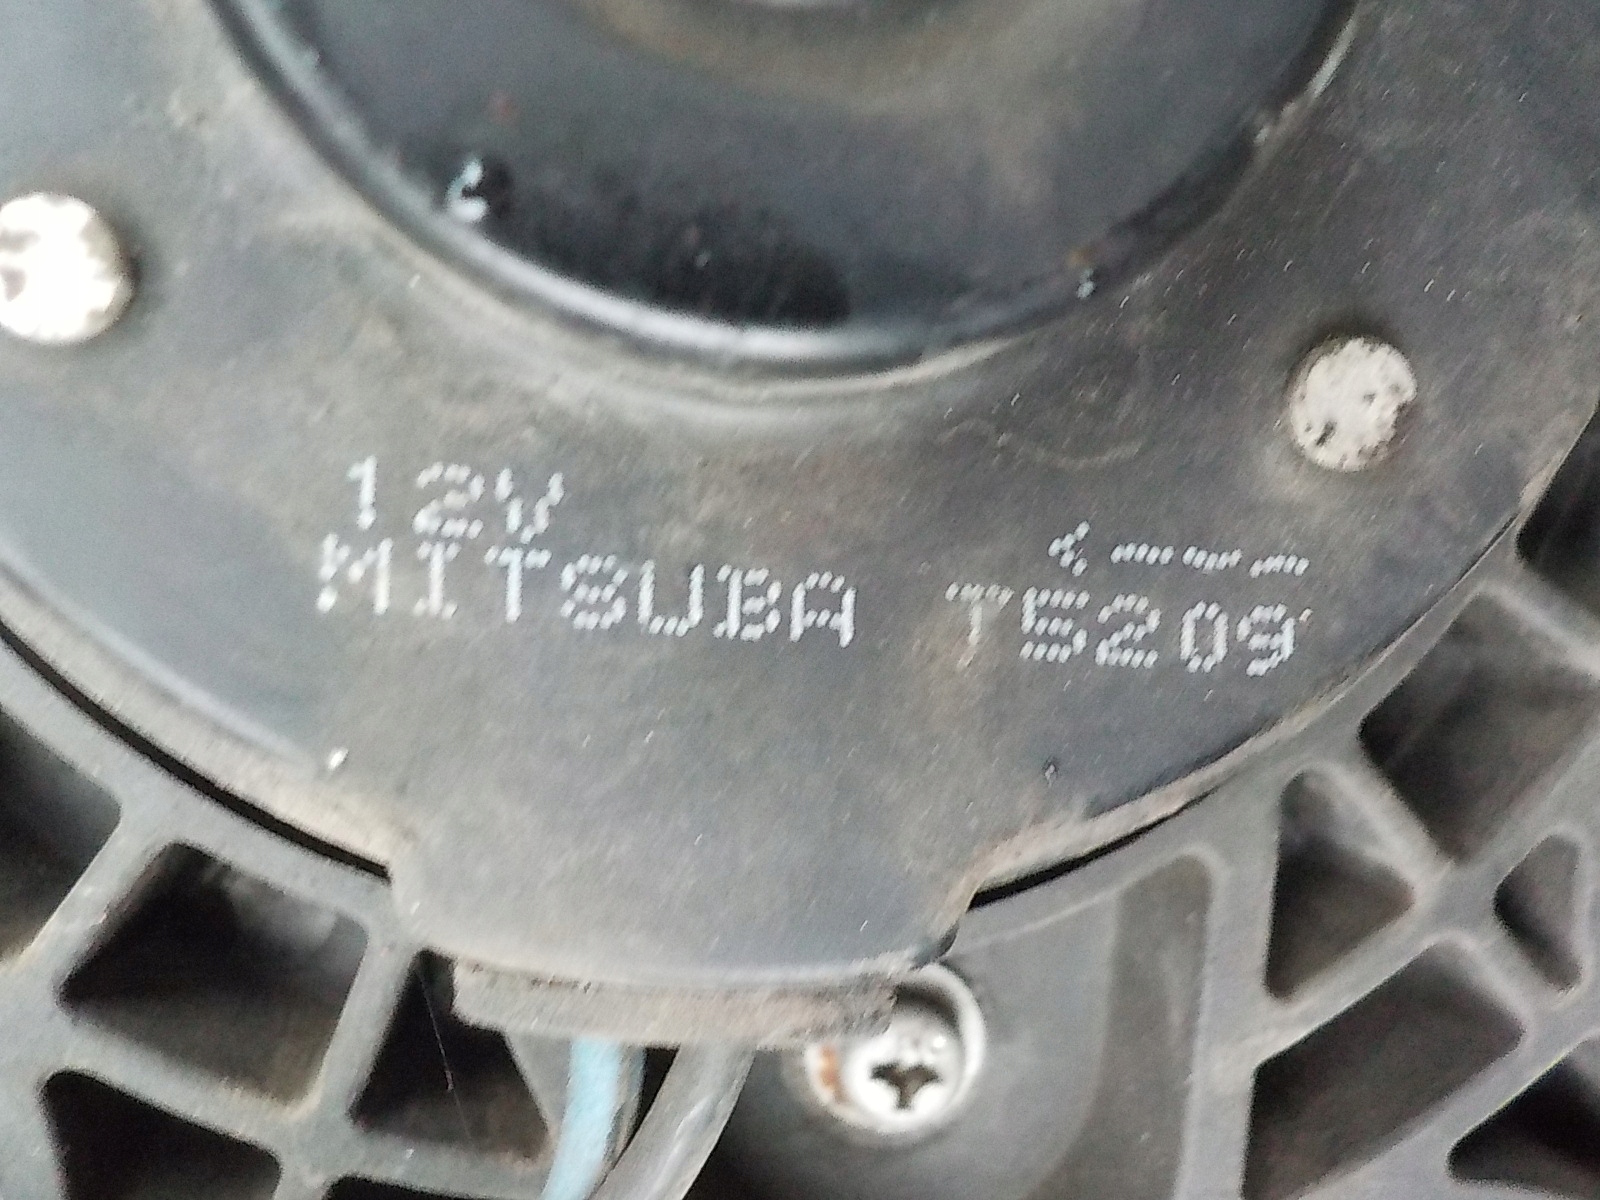 12V
←---
MITSUBA T5209